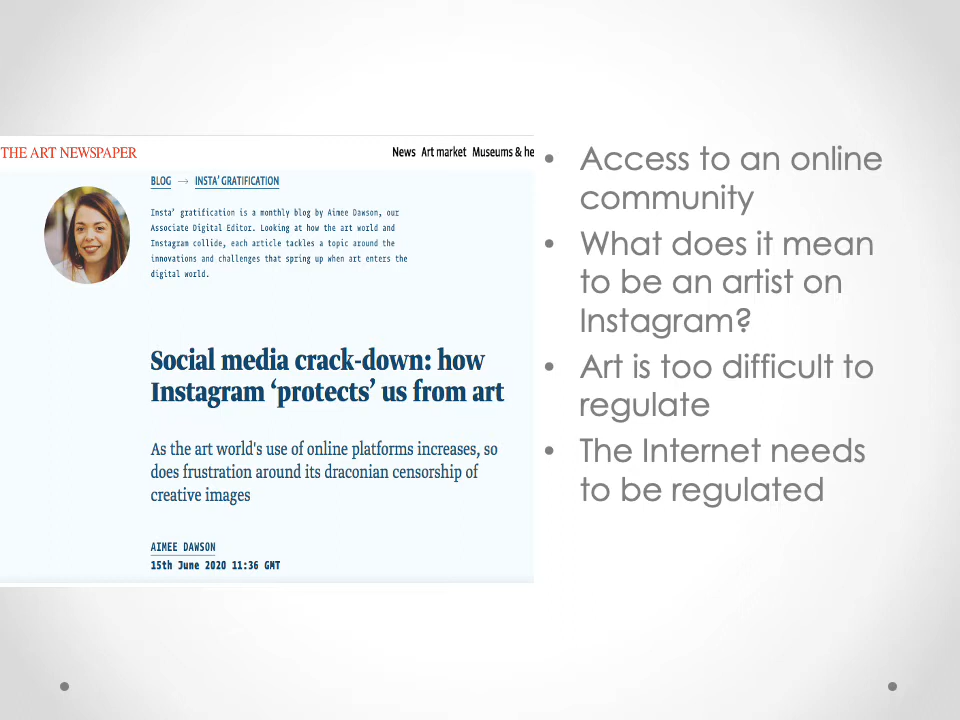 THE ART NEWSPAPER
News Art market Museums & he
BLOG → INSTA' GRATIFICATION
Insta’ gratification is a monthly blog by Aimee Dawson, our
Associate Digital Editor. Looking at how the art world and
Instagram collide, each article tackles a topic around the
innovations and challenges that spring up when art enters the
digital world.
Social media crack-down: how
Instagram ‘protects’ us from art
As the art world's use of online platforms increases, so
does frustration around its draconian censorship of
creative images
AIMEE DAWSON
15th June 2020 11:36 GMT
• Access to an online
community
• What does it mean
to be an artist on
Instagram?
• Art is too difficult to
regulate
• The Internet needs
to be regulated